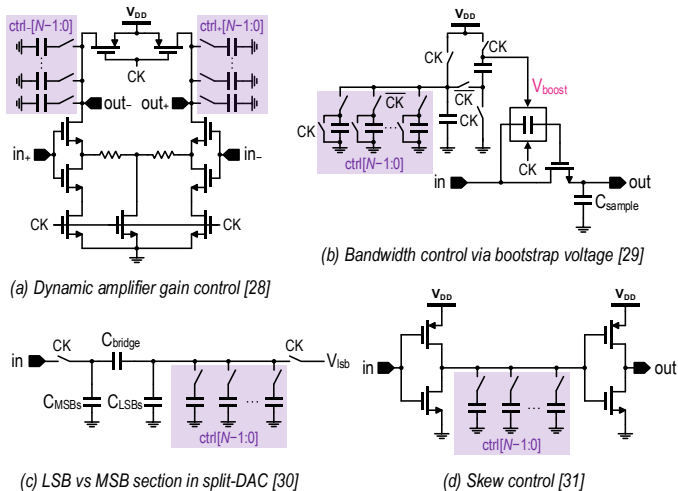 ctrl-[N-1:0]
VDD
ctrl+[N-1:0]
CK
out-
out+
in+
in-
CK
CK
(a) Dynamic amplifier gain control [28]
VDD
CK
CK
CK
CK
CK
CK
CK
ctrl[N-1:0]
Vboost
CK
in
out
Csample
(b) Bandwidth control via bootstrap voltage [29]
in
CK
Cbridge
CK
Vlsb
CMSBs
CLSBs
ctrl[N-1:0]
(c) LSB vs MSB section in split-DAC [30]
VDD
VDD
in
out
ctrl[N-1:0]
(d) Skew control [31]